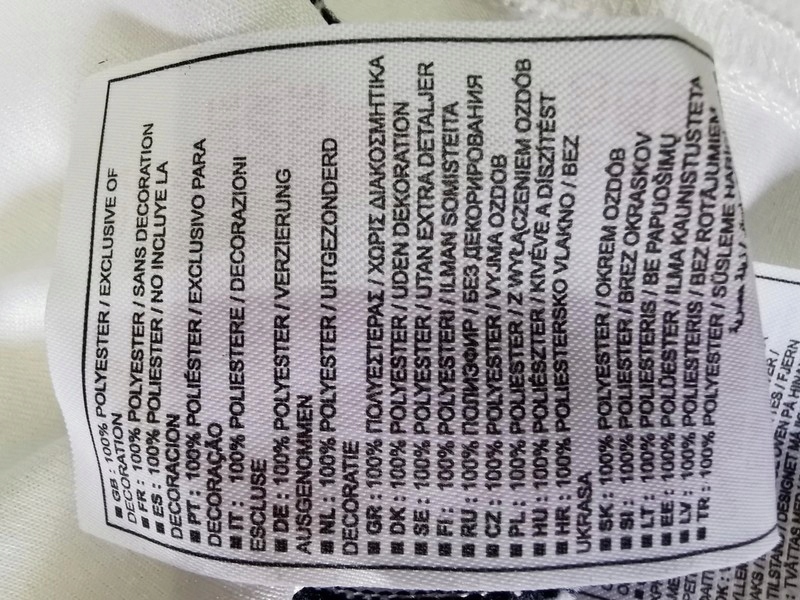 ■ GB : 100% POLYESTER / EXCLUSIVE OF
DECORATION
■ FR : 100% POLYESTER / SANS DECORATION
■ ES : 100% POLIESTER / NO INCLUYE LA
DECORACION
■ PT : 100% POLIÉSTER / EXCLUSIVO PARA
DECORAÇÃO
■ IT : 100% POLIESTERE / DECORAZIONI
ESCLUSE
■ DE : 100% POLYESTER / VERZIERUNG
AUSGENOMMEN
■ NL : 100% POLYESTER / UITGEZONDERD
DECORATIE
■ GR : 100% ΠΟΛΥΕΣΤΕΡΑΣ / ΧΩΡΙΣ ΔΙΑΚΟΣΜΗΤΙΚΑ
■ DK : 100% POLYESTER / UDEN DEKORATION
■ SE : 100% POLYESTER / UTAN EXTRA DETALJER
■ FI : 100% POLYESTERI / ILMAN SOMISTEITA
■ RU : 100% ПОЛИЭФИР / БЕЗ ДЕКОРИРОВАНИЯ
■ CZ : 100% POLYESTER / VYJMA OZDOB
■ PL : 100% POLIESTER / Z WYŁĄCZENIEM OZDÓB
■ HU : 100% POLIÉSZTER / KIVÉVE A DÍSZÍTÉST
■ HR : 100% POLIESTERSKO VLAKNO / BEZ
UKRASA
■ SK : 100% POLYESTER / OKREM OZDÔB
■ SI : 100% POLYESTER / BREZ OKRASKOV
■ LT : 100% POLIESTERIS / BE PAPUOŠIMŲ
■ EE : 100% POLÜESTER / ILMA KAUNISTUSTETA
■ LV : 100% POLIESTERIS / BEZ ROTĀJUMIEM
■ TR : 100% POLYESTER / SÜSLEME
/ FJERN
PÅ
/ DESIGNET
: TVÄTTAS